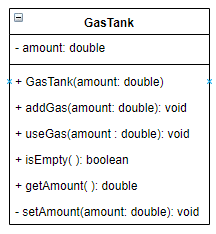 GasTank
- amount: double
+ GasTank(amount: double)
+ addGas(amount: double): void
+ useGas(amount : double): void
+ isEmpty( ): boolean
+ getAmount( ): double
- setAmount(amount: double): void